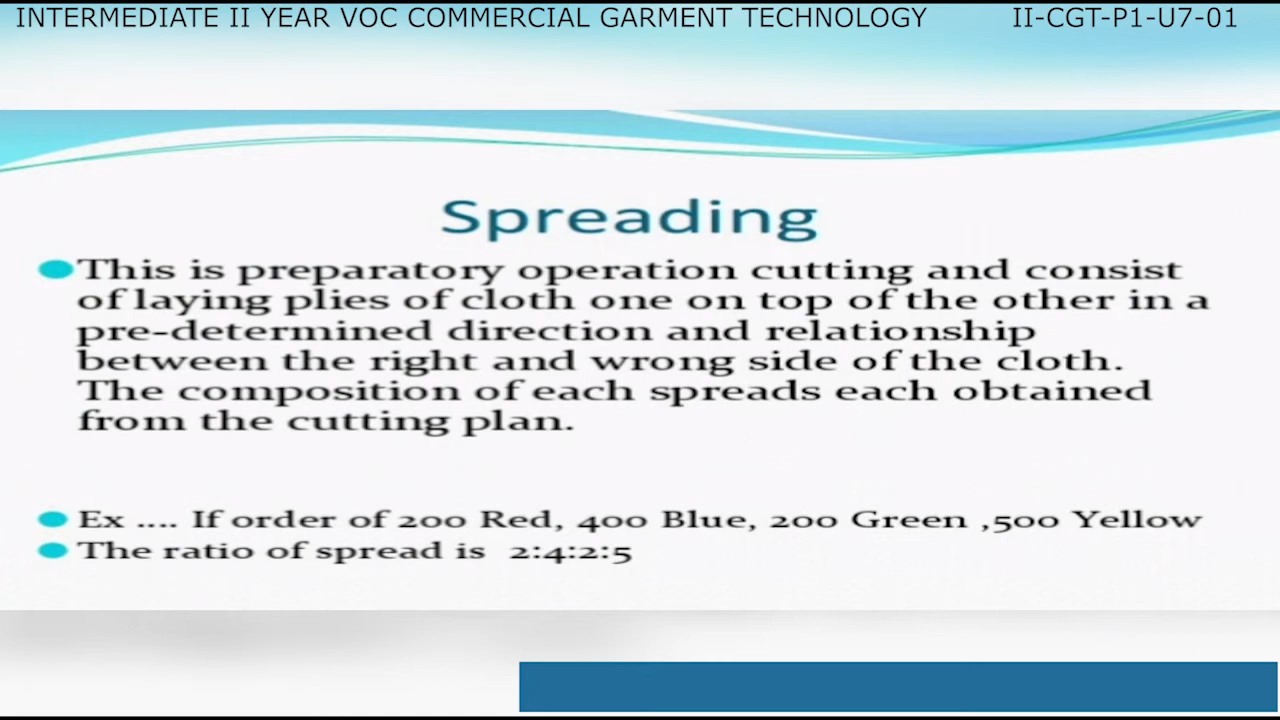 INTERMEDIATE II YEAR VOC COMMERCIAL GARMENT TECHNOLOGY II-CGT-P1-U7-01
Spreading
This is preparatory operation cutting and consist
of laying plies of cloth one on top of the other in a
pre-determined direction and relationship
between the right and wrong side of the cloth.
The composition of each spreads each obtained
from the cutting plan.
Ex .... If order of 200 Red, 400 Blue, 200 Green ,500 Yellow
The ratio of spread is 2:4:2:5